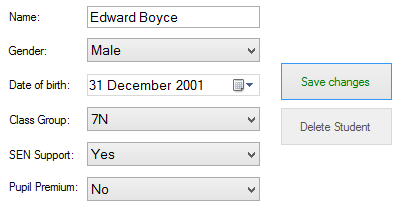 Name: Edward Boyce
Gender: Male
Date of birth: 31 December 2001
Save changes
Class Group: 7N
Delete Student
SEN Support: Yes
Pupil Premium: No